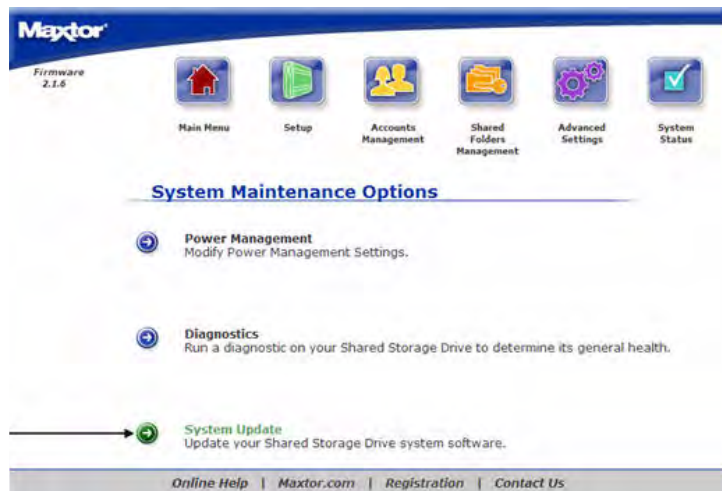 Maxtor
Firmware
2.1.6
Main Menu
Setup
Accounts
Management
Shared
Folders
Management
Advanced
Settings
System
Status
System Maintenance Options
Power Management
Modify Power Management Settings.
Diagnostics
Run a diagnostic on your Shared Storage Drive to determine its general health.
System Update
Update your Shared Storage Drive system software.
Online Help | Maxtor.com | Registration | Contact Us